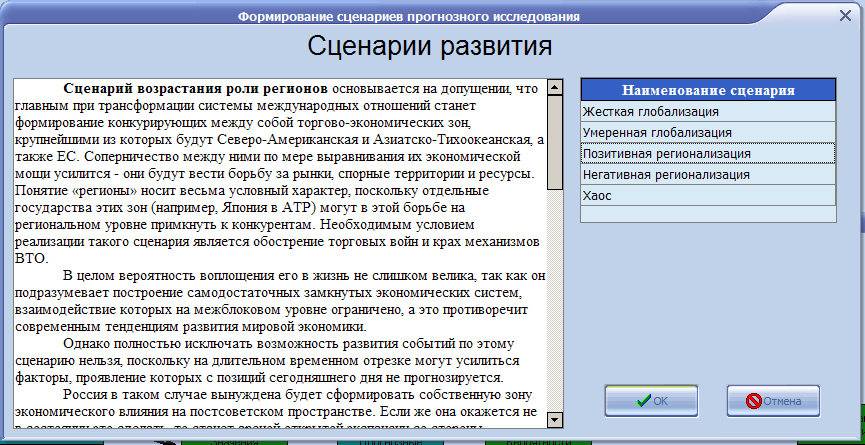 Формирование сценариев прогнозного исследования
Сценарии развития
Сценарий возрастания роли регионов основывается на допущении, что
главным при трансформации системы международных отношений станет
формирование конкурирующих между собой торгово-экономических зон,
крупнейшими из которых будут Северо-Американская и Азиатско-Тихоокеанская, а
также ЕС. Соперничество между ними по мере выравнивания их экономической
мощи усилится - они будут вести борьбу за рынки, спорные территории и ресурсы.
Понятие «регионы» носит весьма условный характер, поскольку отдельные
государства этих зон (например, Япония в АТР) могут в этой борьбе на
региональном уровне примкнуть к конкурентам. Необходимым условием
реализации такого сценария является обострение торговых войн и крах механизмов
ВТО.
В целом вероятность воплощения его в жизнь не слишком велика, так как он
подразумевает построение самодостаточных замкнутых экономических систем,
взаимодействие которых на межблоковом уровне ограничено, а это противоречит
современным тенденциям развития мировой экономики.
Однако полностью исключать возможность развития событий по этому
сценарию нельзя, поскольку на длительном временном отрезке могут усилиться
факторы, проявление которых с позиций сегодняшнего дня не прогнозируется.
Россия в таком случае вынуждена будет сформировать собственную зону
экономического влияния на постсоветском пространстве. Если же она окажется не
Наименование сценария
Жесткая глобализация
Умеренная глобализация
Позитивная регионализация
Негативная регионализация
Хаос
OK
Отмена